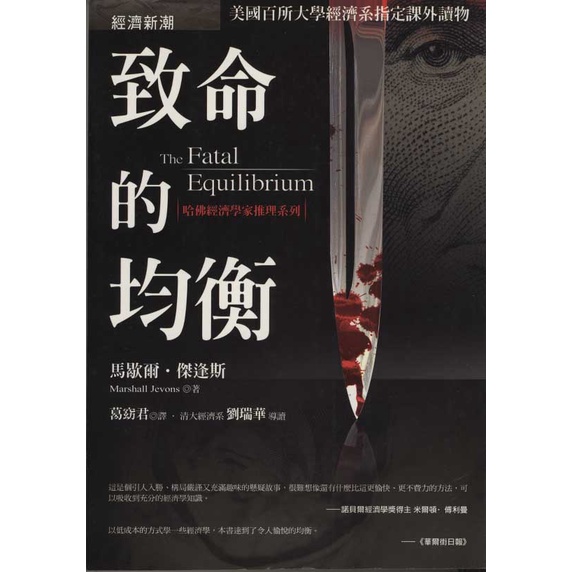 美國百所大學經濟系指定課外讀物
經濟新潮
致命
The Fatal
Equilibrium
的
哈佛經濟學家推理系列
均衡
馬歇爾・傑逢斯
Marshall Jevons ◎著
葛窈君◎譯・清大經濟系 劉瑞華 導讀
這是個引人入勝、構局嚴謹又充滿趣味的懸疑故事，很難想像還有什麼比這更愉快、更不費力的方法，可
以吸收到充分的經濟學知識。
——諾貝爾經濟學獎得主 米爾頓・傅利曼
以低成本的方式學一些經濟學，本書達到了令人愉悅的均衡。
——《華爾街日報》